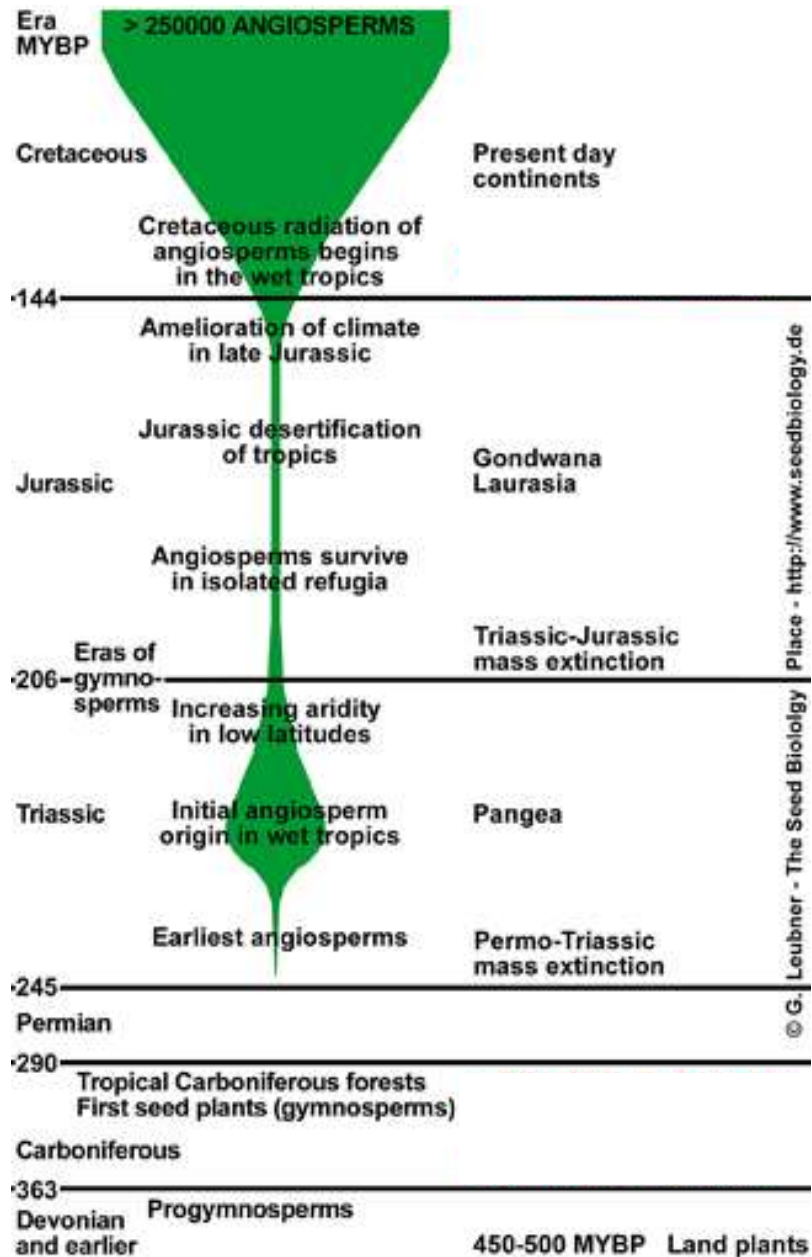 Era
MYBP
> 250000 ANGIOSPERMS
Cretaceous
Present day
continents
Cretaceous radiation of
angiosperms begins
in the wet tropics
144
Amelioration of climate
in late Jurassic
Jurassic desertification
of tropics
Gondwana
Laurasia
Jurassic
Angiosperms survive
in isolated refugia
Triassic-Jurassic
mass extinction
Eras of
206 gymno-
sperms
Increasing aridity
in low latitudes
Triassic
Initial angiosperm
origin in wet tropics
Pangea
Earliest angiosperms
Permo-Triassic
mass extinction
245
Permian
290
Tropical Carboniferous forests
First seed plants (gymnosperms)
Carboniferous
363
Progymnosperms
Devonian
and earlier
450-500 MYBP Land plants
© G. Leubner - The Seed Biololgy Place - http://www.seedbiology.de